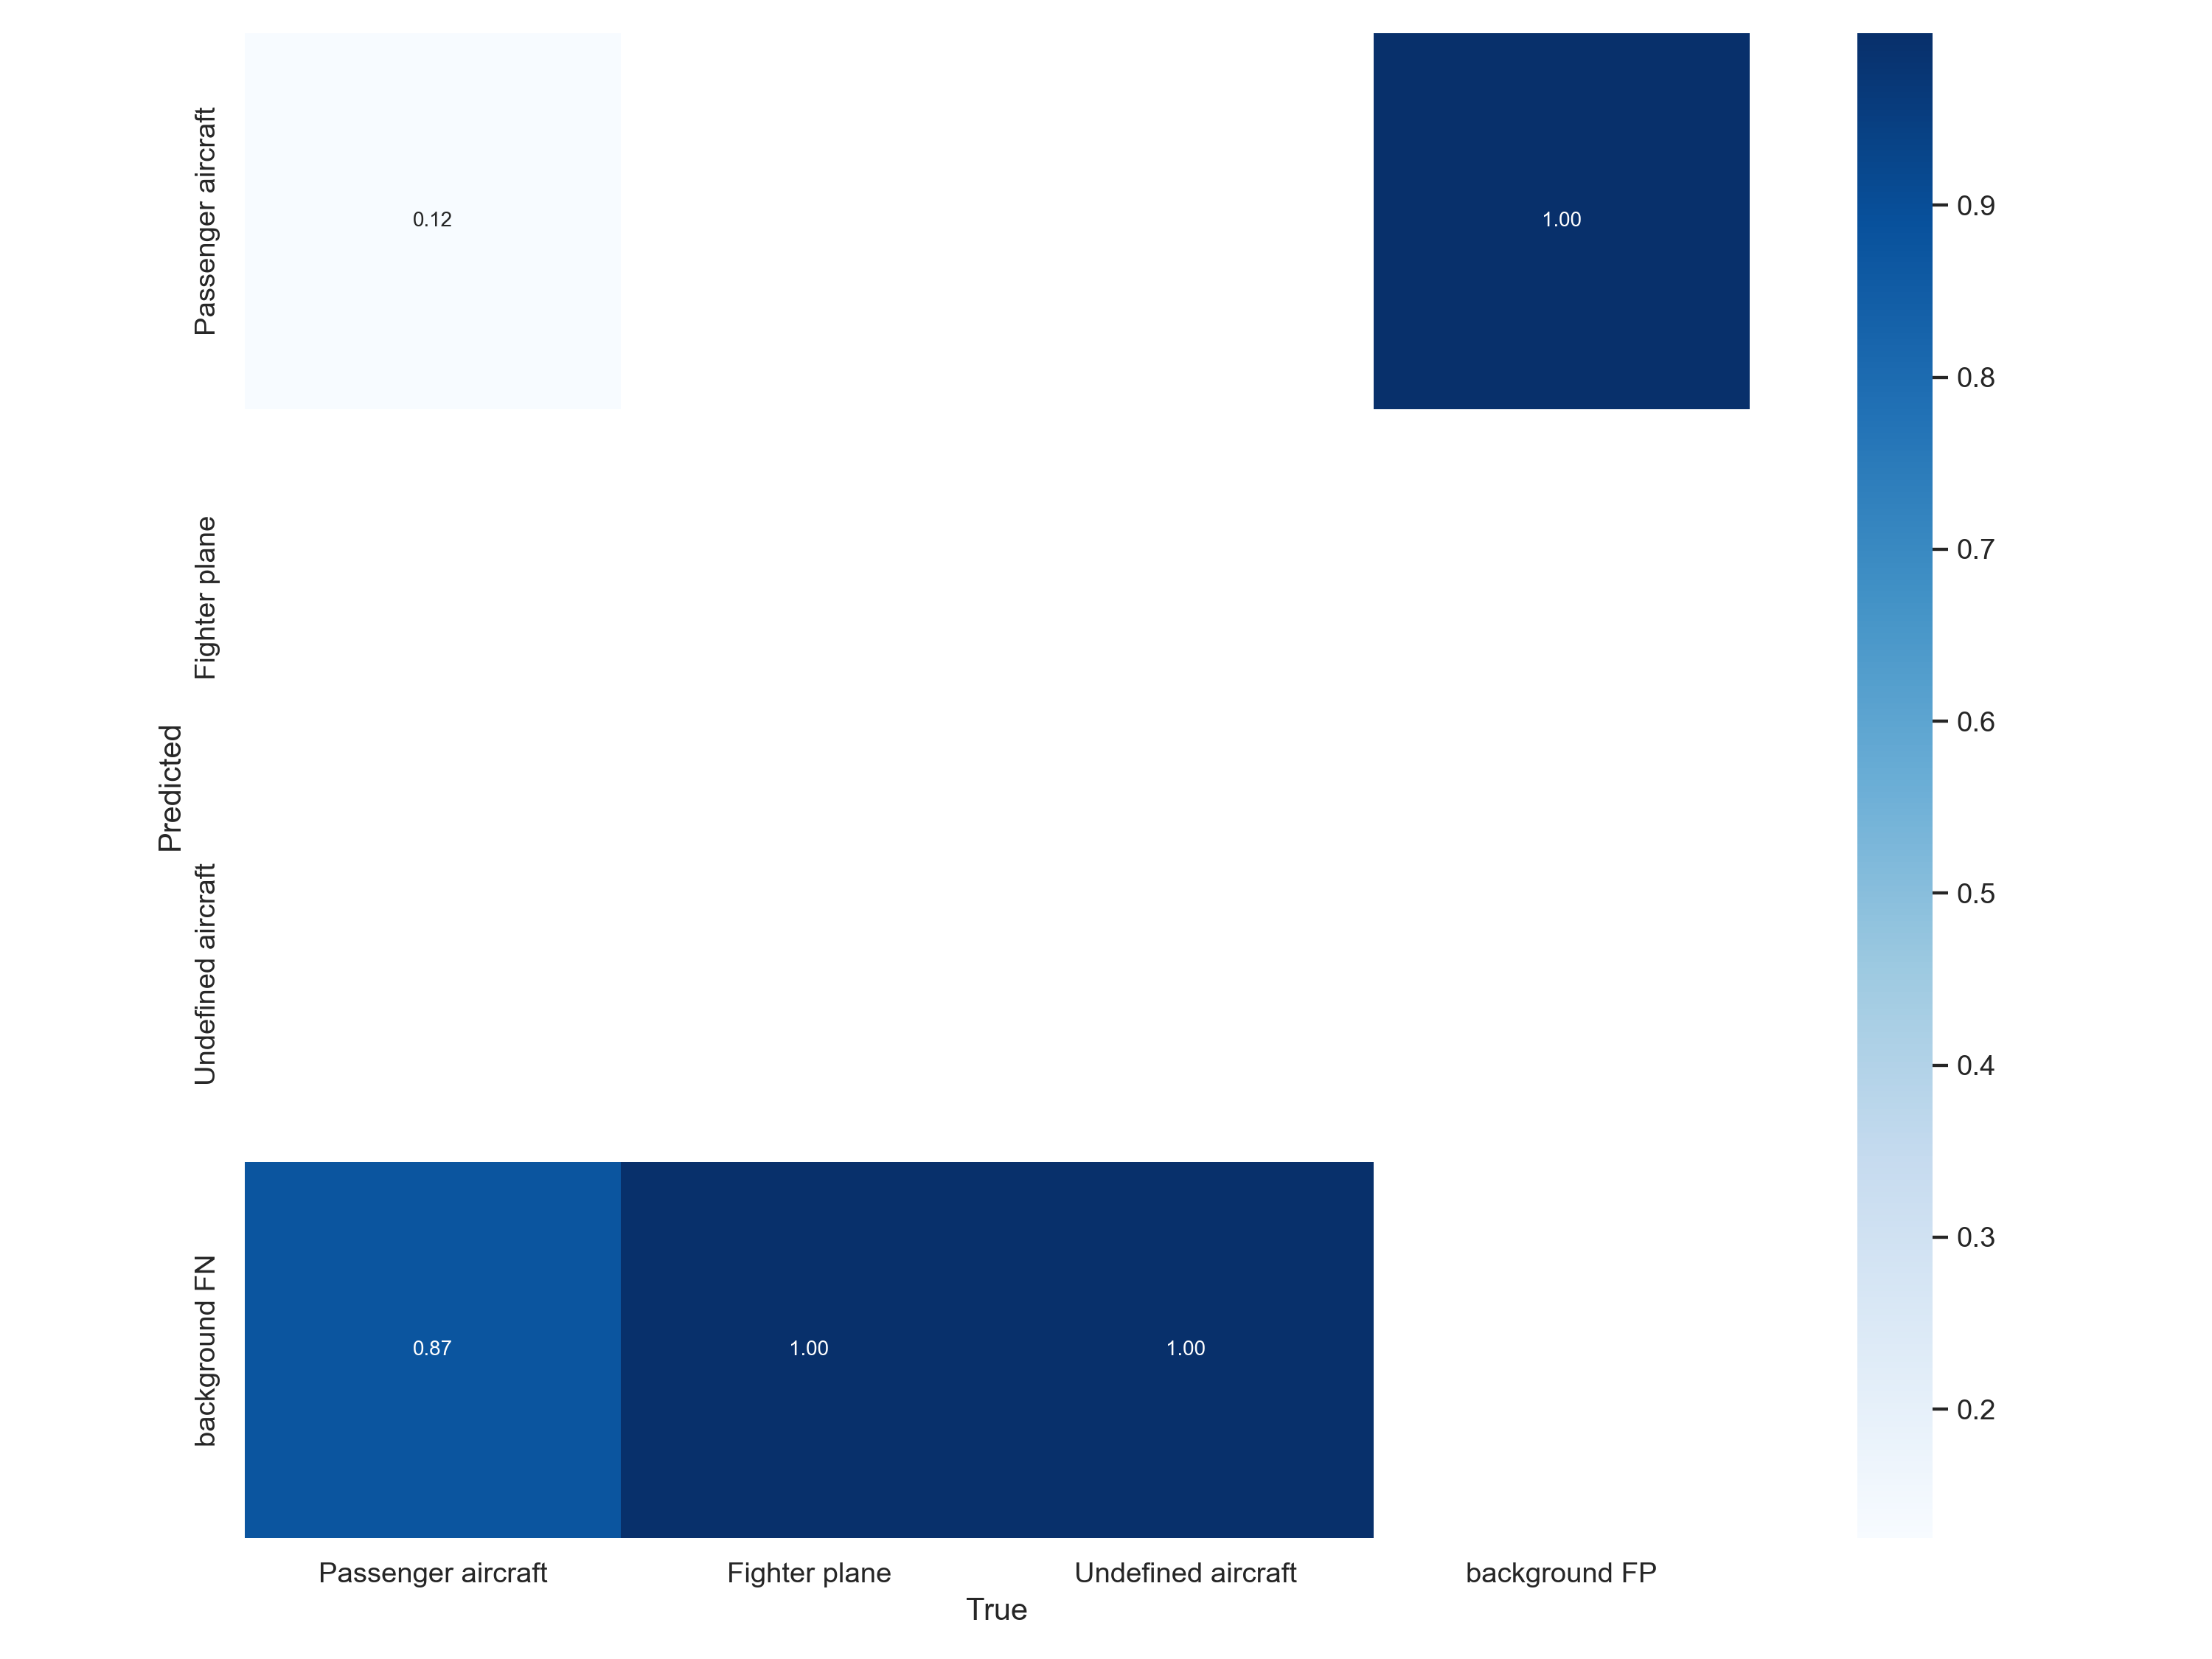 Predicted
Passenger aircraft
Fighter plane
Undefined aircraft
background FN
0.12
1.00
0.87
1.00
1.00
Passenger aircraft
Fighter plane
Undefined aircraft
background FP
True
0.9
0.8
0.7
0.6
0.5
0.4
0.3
0.2